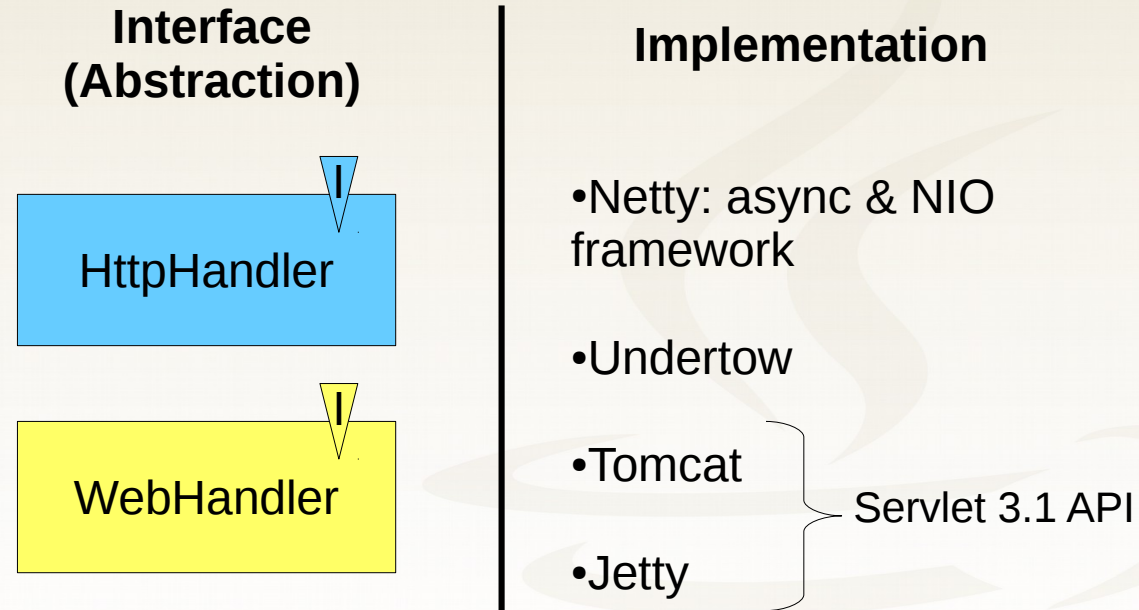 Interface
(Abstraction)
I
HttpHandler
I
WebHandler
Implementation
•Netty: async & NIO
framework
•Undertow
•Tomcat
•Jetty
Servlet 3.1 API